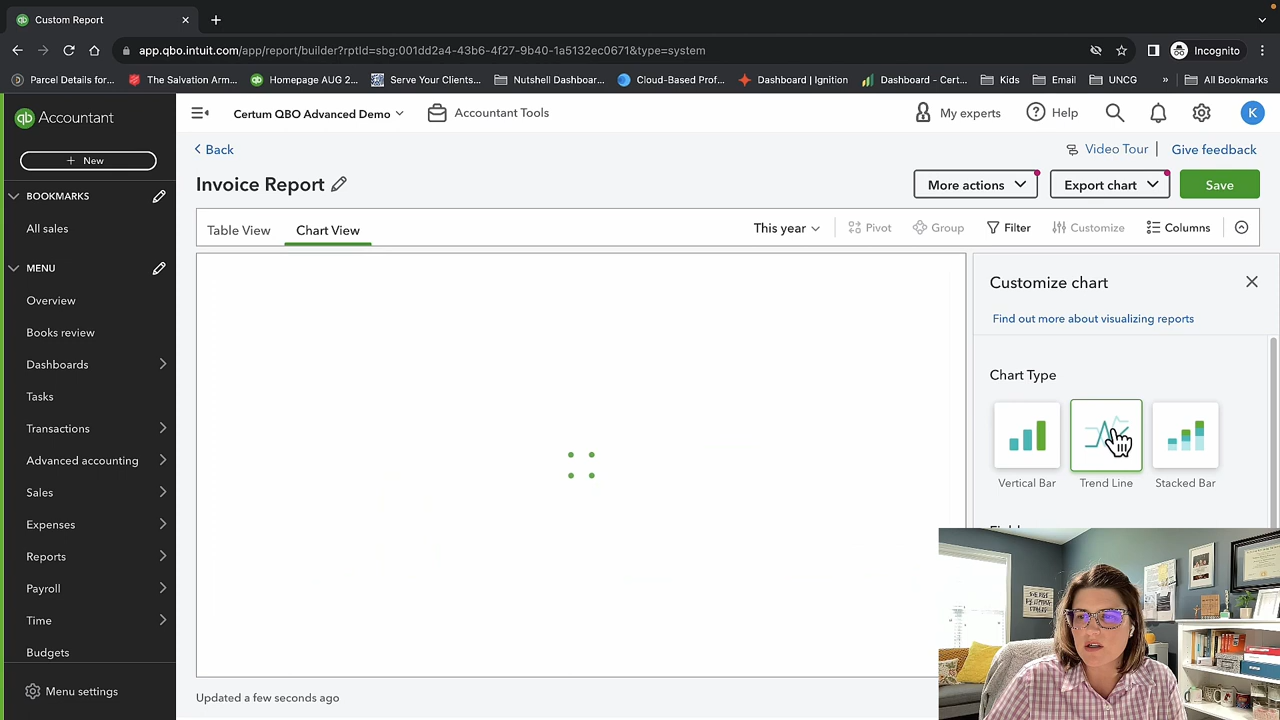 Custom Report
app.qbo.intuit.com/app/report/builder?rptId=sbg:001dd2a4-43b6-4f27-9b40-1a5132ec0671&type=system
Incognito
Parcel Details for...
The Salvation Arm...
Homepage AUG 2...
Serve Your Clients...
Nutshell Dashboar...
Cloud-Based Prof...
Dashboard | Ignition
Dashboard - Cert...
Kids
Email
UNCG
»
All Bookmarks
qb Accountant
Certum QBO Advanced Demo
Accountant Tools
My experts
Help
K
+ New
Back
Video Tour
Give feedback
BOOKMARKS
Invoice Report
More actions
Export chart
Save
All sales
Table View
Chart View
This year
Pivot
Group
Filter
Customize
Columns
MENU
Overview
Books review
Dashboards
Tasks
Transactions
Advanced accounting
Sales
Expenses
Reports
Payroll
Time
Budgets
Menu settings
Customize chart
Find out more about visualizing reports
Chart Type
Vertical Bar
Trend Line
Stacked Bar
Updated a few seconds ago